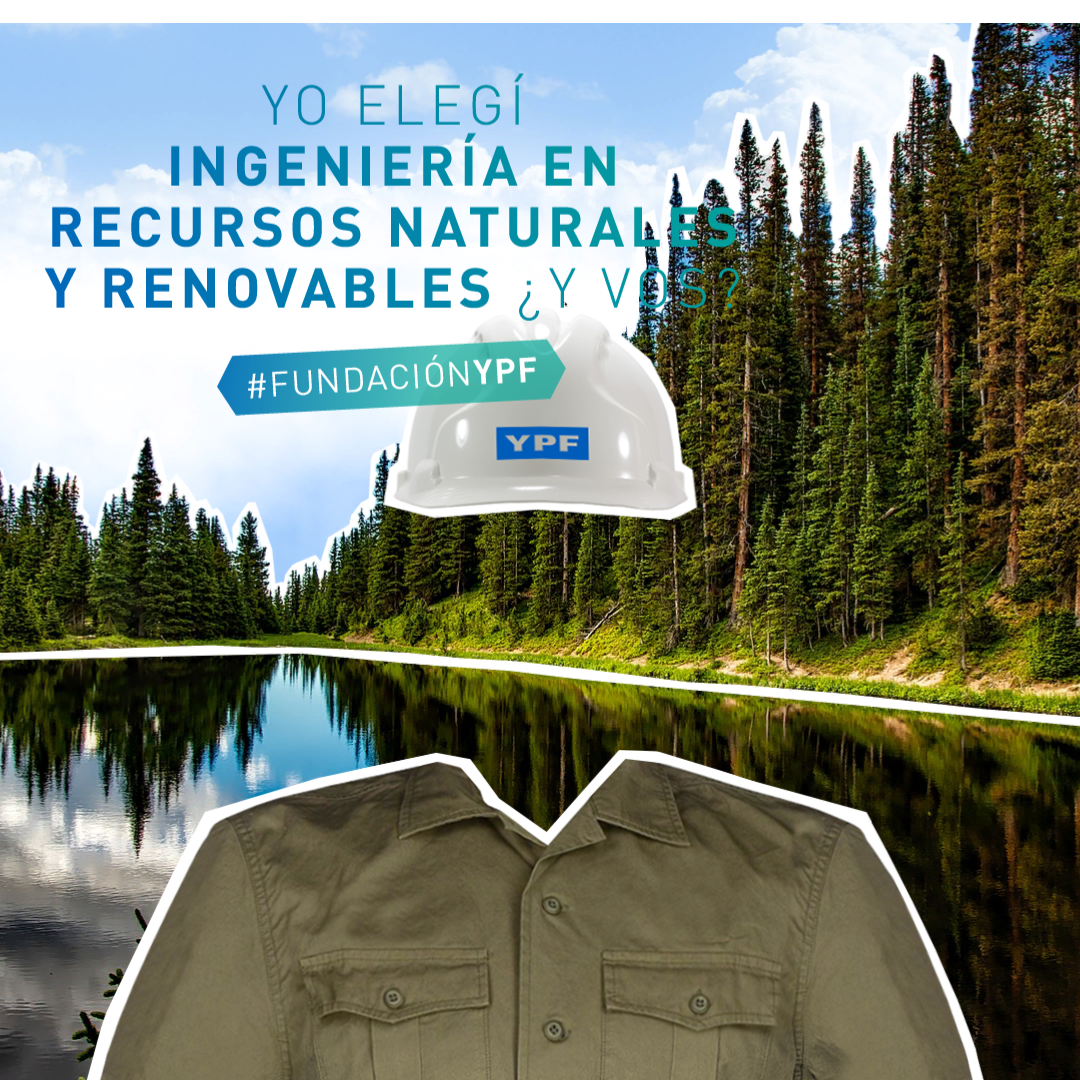 YO ELEGÍ
INGENIERÍA EN
RECURSOS NATURALES
Y RENOVABLES ¿Y VOS?
#FUNDACIÓNYPF
YPF